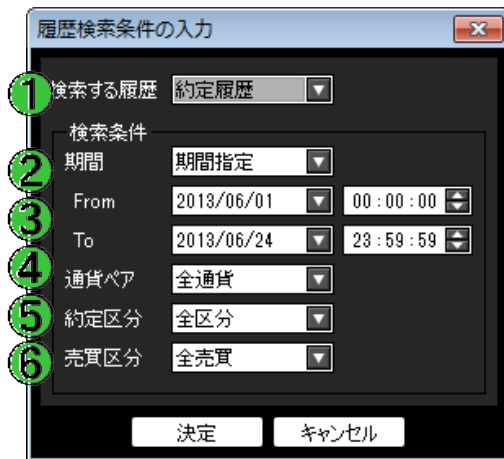 履歴検索条件の入力
① 検索する履歴 約定履歴
検索条件
② 期間 期間指定
③ From 2013/06/01 00:00:00
To 2013/06/24 23:59:59
④ 通貨ペア 全通貨
⑤ 約定区分 全区分
⑥ 売買区分 全売買
決定 キャンセル